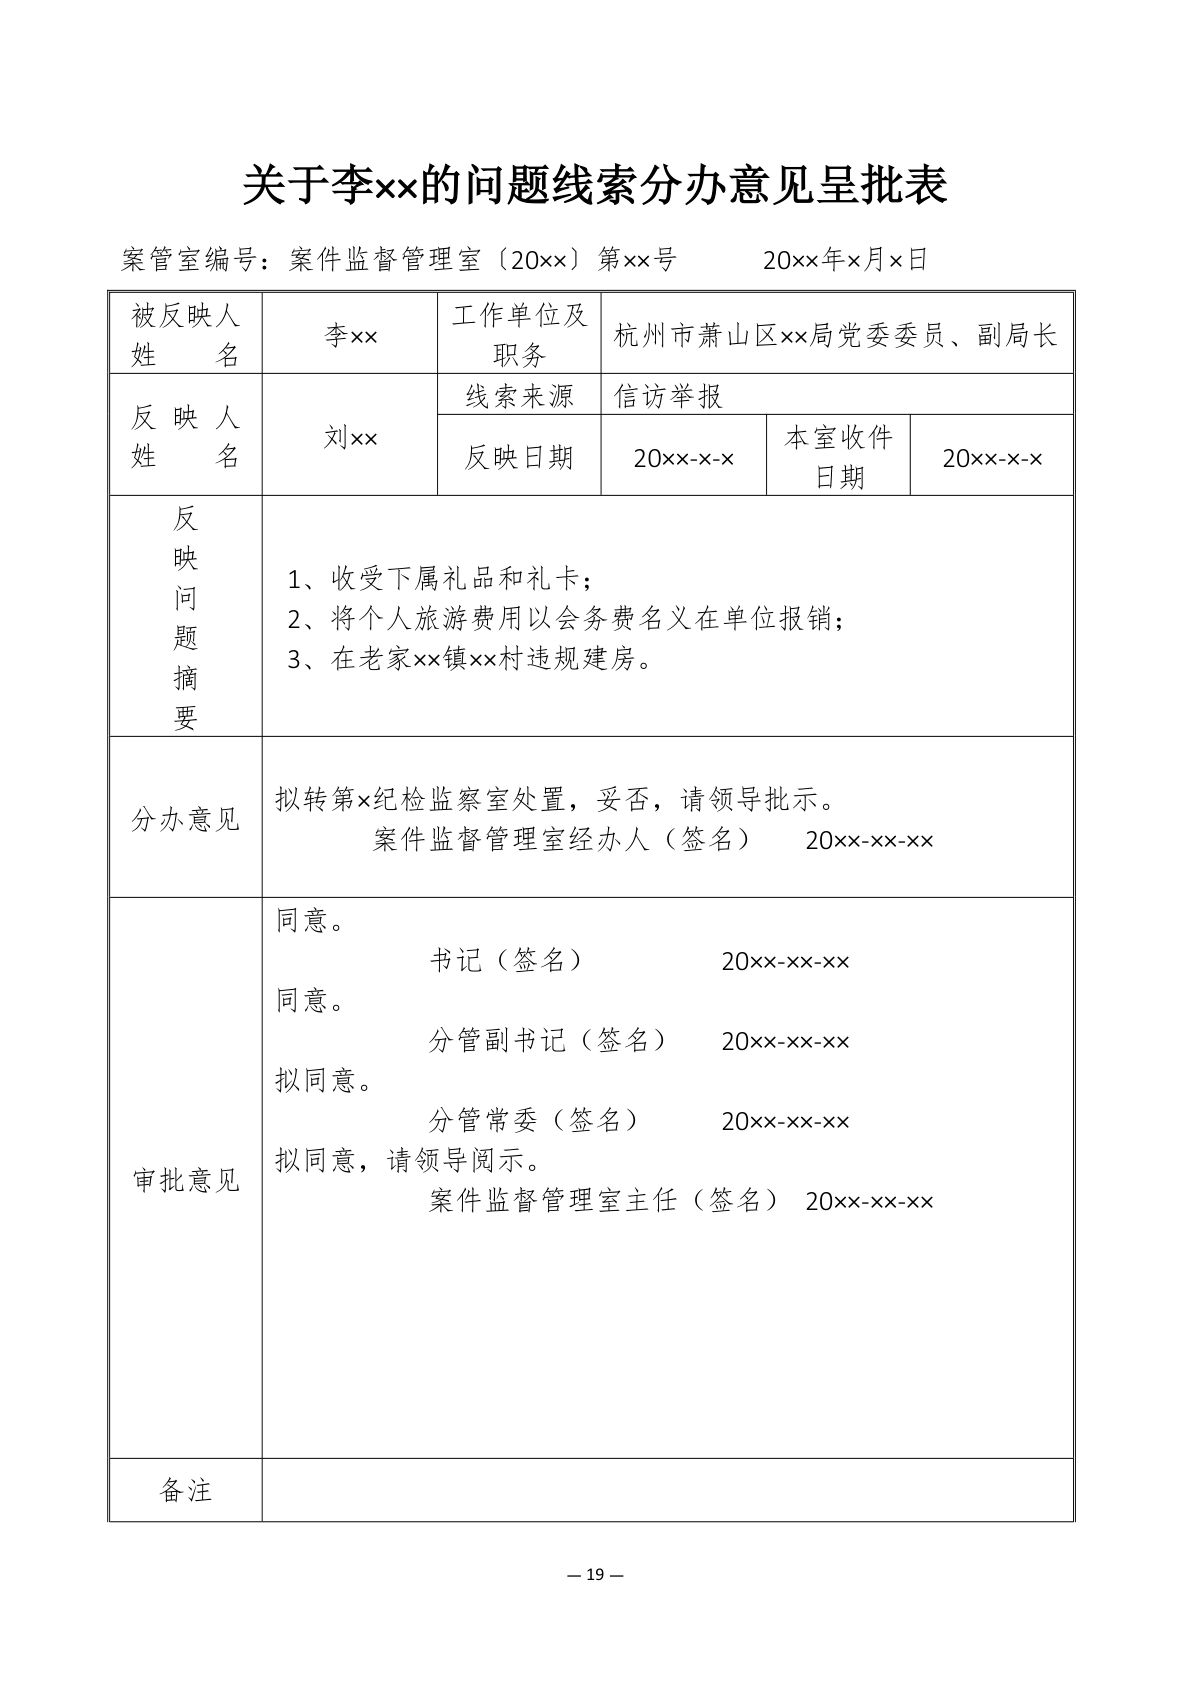 关于李××的问题线索分办意见呈批表
案管室编号：案件监督管理室〔20××〕第××号 20××年×月×日
被反映人
姓 名
李××
工作单位及
职务
杭州市萧山区××局党委委员、副局长
反 映 人
姓 名
刘××
线索来源
信访举报
反映日期
20××-×-×
本室收件
日期
20××-×-×
反
映
问
题
摘
要
1、收受下属礼品和礼卡；
2、将个人旅游费用以会务费名义在单位报销；
3、在老家××镇××村违规建房。
分办意见
拟转第×纪检监察室处置，妥否，请领导批示。
案件监督管理室经办人（签名） 20××-××-××
审批意见
同意。
书记（签名） 20××-××-××
同意。
分管副书记（签名） 20××-××-××
拟同意。
分管常委（签名） 20××-××-××
拟同意，请领导阅示。
案件监督管理室主任（签名） 20××-××-××
备注
— 19 —